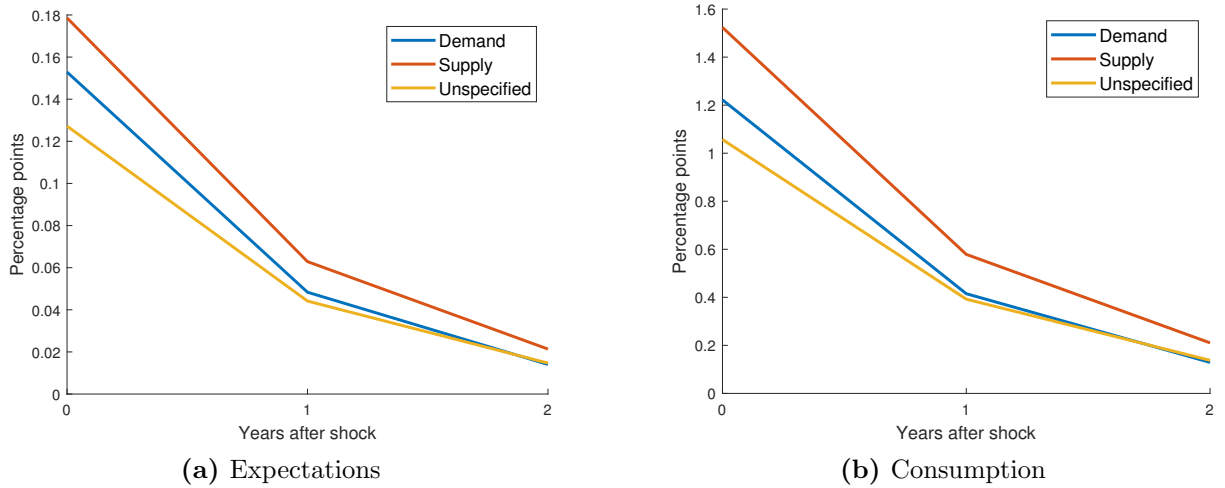 0.18
0.16
0.14
0.12
0.1
0.08
0.06
0.04
0.02
0
Percentage points
Demand
Supply
Unspecified
0 1 2
Years after shock
(a) Expectations
1.6
1.4
1.2
1
0.8
0.6
0.4
0.2
0
Percentage points
Demand
Supply
Unspecified
0 1 2
Years after shock
(b) Consumption